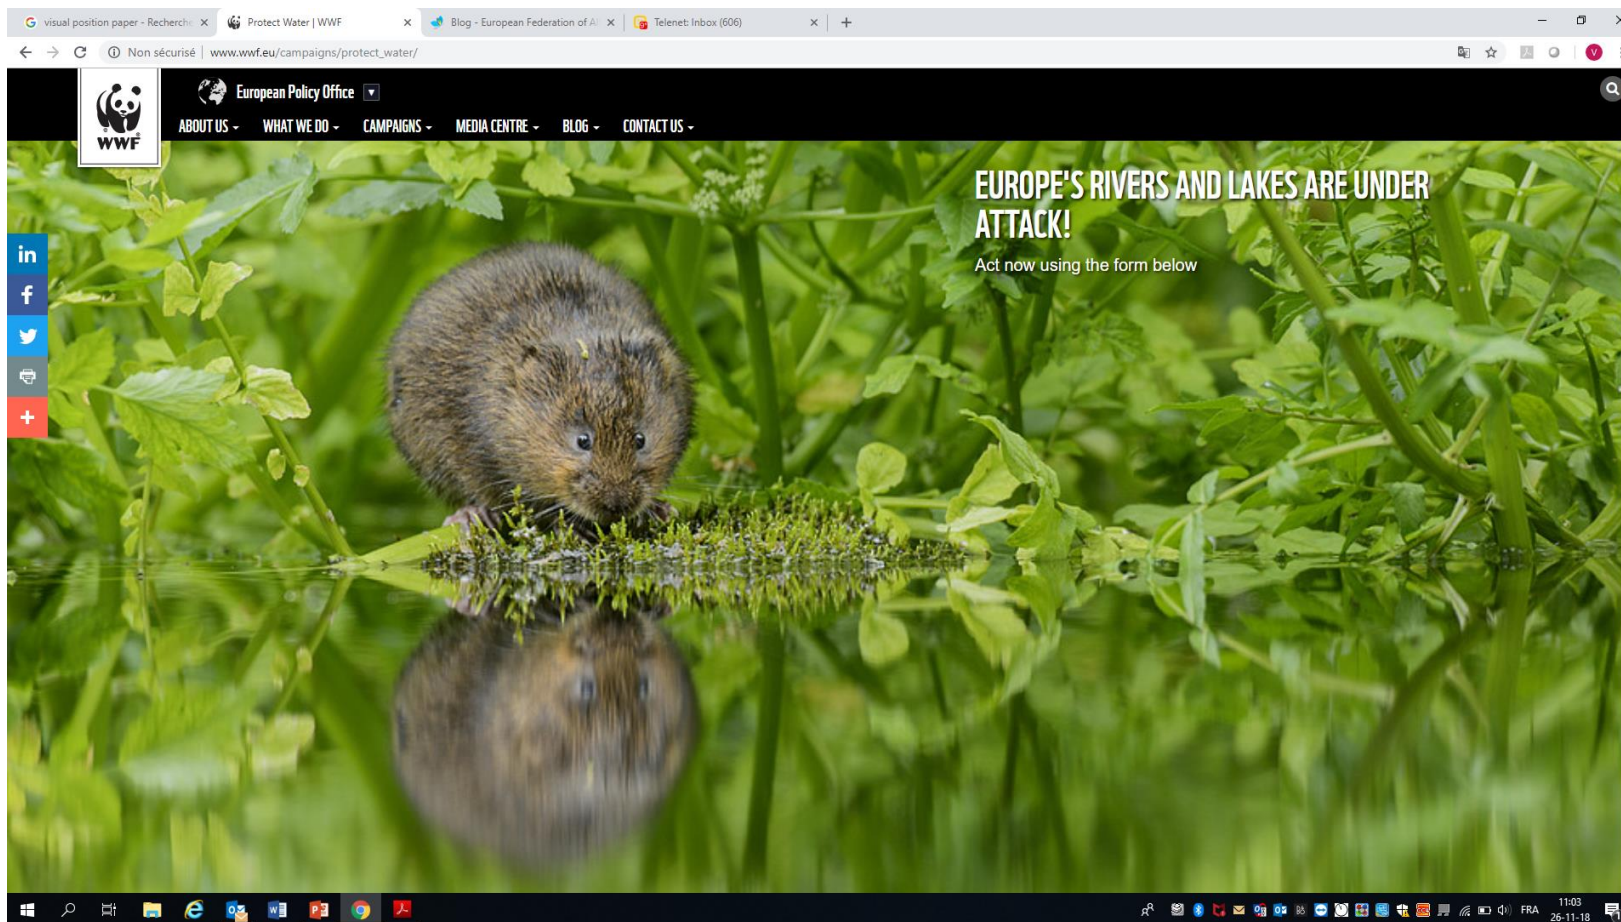 visual position paper - Recherche
Protect Water | WWF
Blog - European Federation of Al
Telenet: Inbox (606)
Non sécurisé | www.wwf.eu/campaigns/protect_water/
V
WWF
European Policy Office
ABOUT US
WHAT WE DO
CAMPAIGNS
MEDIA CENTRE
BLOG
CONTACT US
EUROPE'S RIVERS AND LAKES ARE UNDER
ATTACK!
Act now using the form below
in
f
FRA
11:03
26-11-18